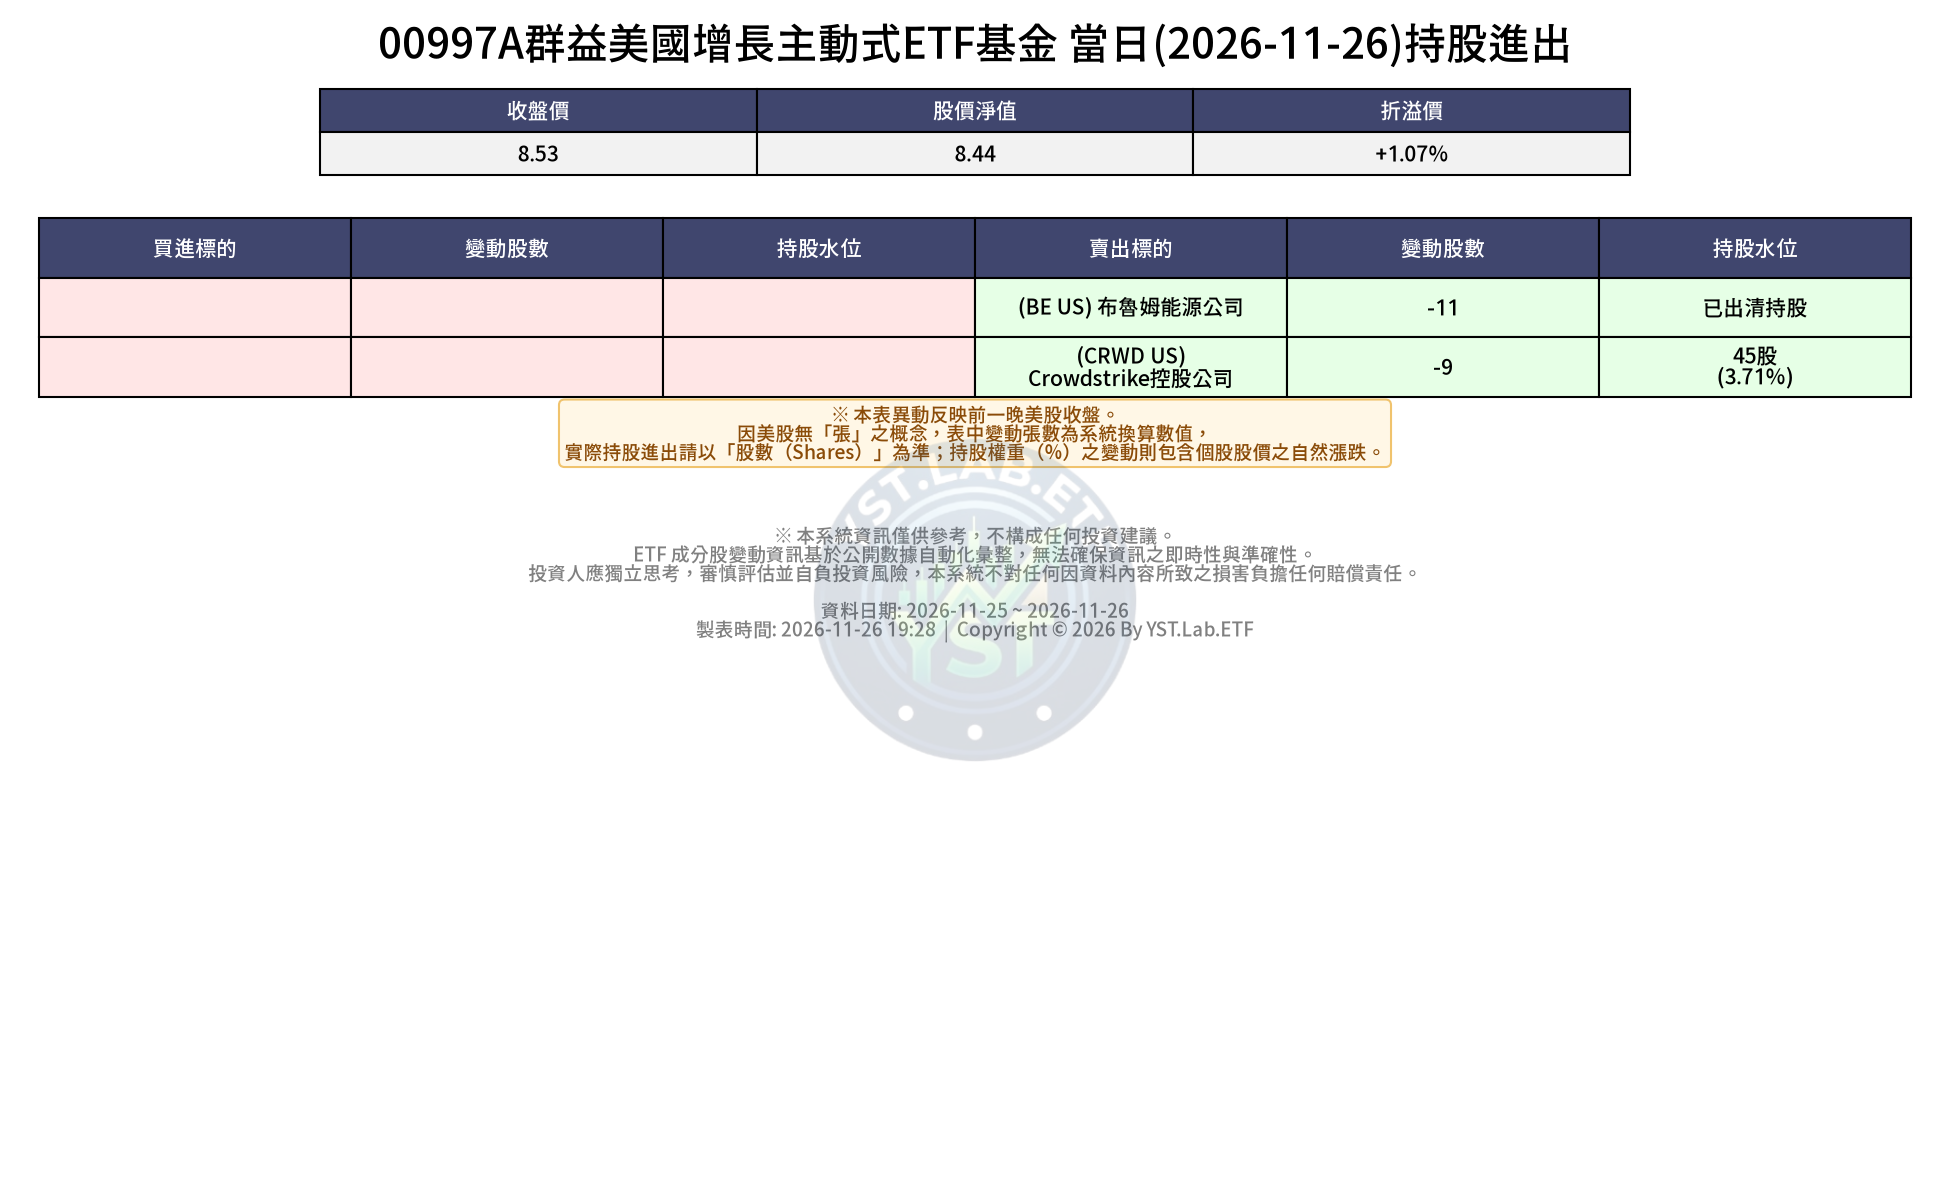 00997A群益美國增長主動式ETF基金 當日(2026-11-26)持股進出
收盤價 股價淨值 折溢價
8.53 8.44 +1.07%
買進標的 變動股數 持股水位 賣出標的 變動股數 持股水位
(BE US) 布魯姆能源公司 -11 已出清持股
(CRWD US)
Crowdstrike控股公司 -9 45股
(3.71%)
※ 本表異動反映前一晚美股收盤。
因美股無「張」之概念，表中變動張數為系統換算數值，
實際持股進出請以「股數（Shares）」為準；持股權重（%）之變動則包含個股股價之自然漲跌。
YST.LAB.ET
※ 本系統資訊僅供參考，不構成任何投資建議。
ETF 成分股變動資訊基於公開數據自動化彙整，無法確保資訊之即時性與準確性。
投資人應獨立思考，審慎評估並自負投資風險，本系統不對任何因資料內容所致之損害負擔任何賠償責任。
資料日期: 2026-11-25 ~ 2026-11-26
製表時間: 2026-11-26 19:28 | Copyright © 2026 By YST.Lab.ETF
YST